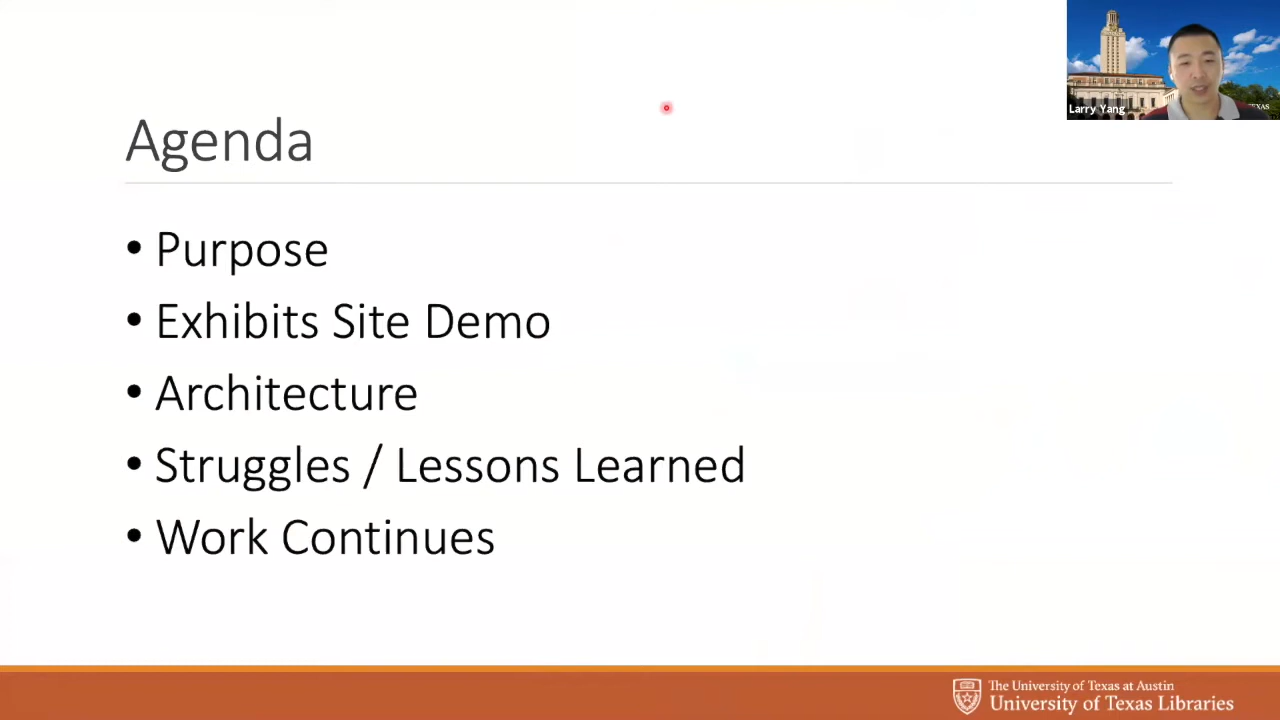 Larry Yang
TEXAS
Agenda
• Purpose
• Exhibits Site Demo
• Architecture
• Struggles / Lessons Learned
• Work Continues
The University of Texas at Austin
University of Texas Libraries